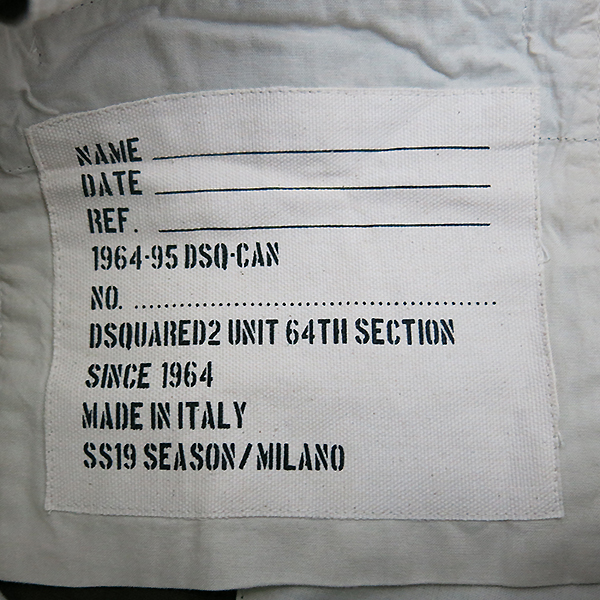 NAME
DATE
REF.
1964-95 DSQ-CAN
NO.
DSQUARED2 UNIT 64TH SECTION
SINCE 1964
MADE IN ITALY
SS19 SEASON/MILANO